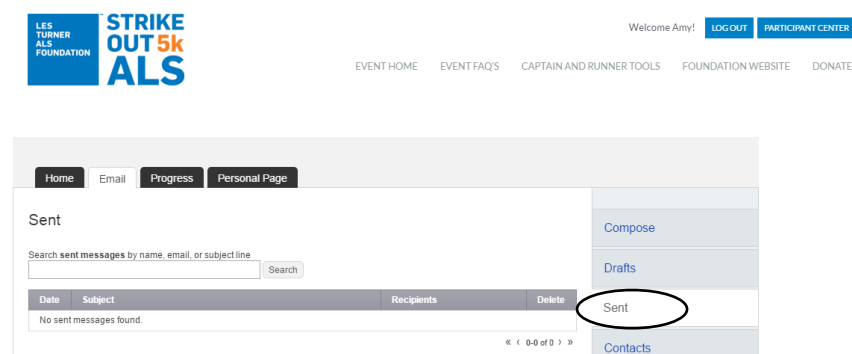 LES
TURNER
ALS
FOUNDATION
STRIKE
OUT 5k
ALS
Welcome Amy! LOG OUT PARTICIPANT CENTER
EVENT HOME EVENT FAQ'S CAPTAIN AND RUNNER TOOLS FOUNDATION WEBSITE DONATE
Home Email Progress Personal Page
Sent
Search sent messages by name, email, or subject line
Search
Date Subject Recipients Delete
No sent messages found.
« ‹ 0-0 of 0 › »
Compose
Drafts
Sent
Contacts